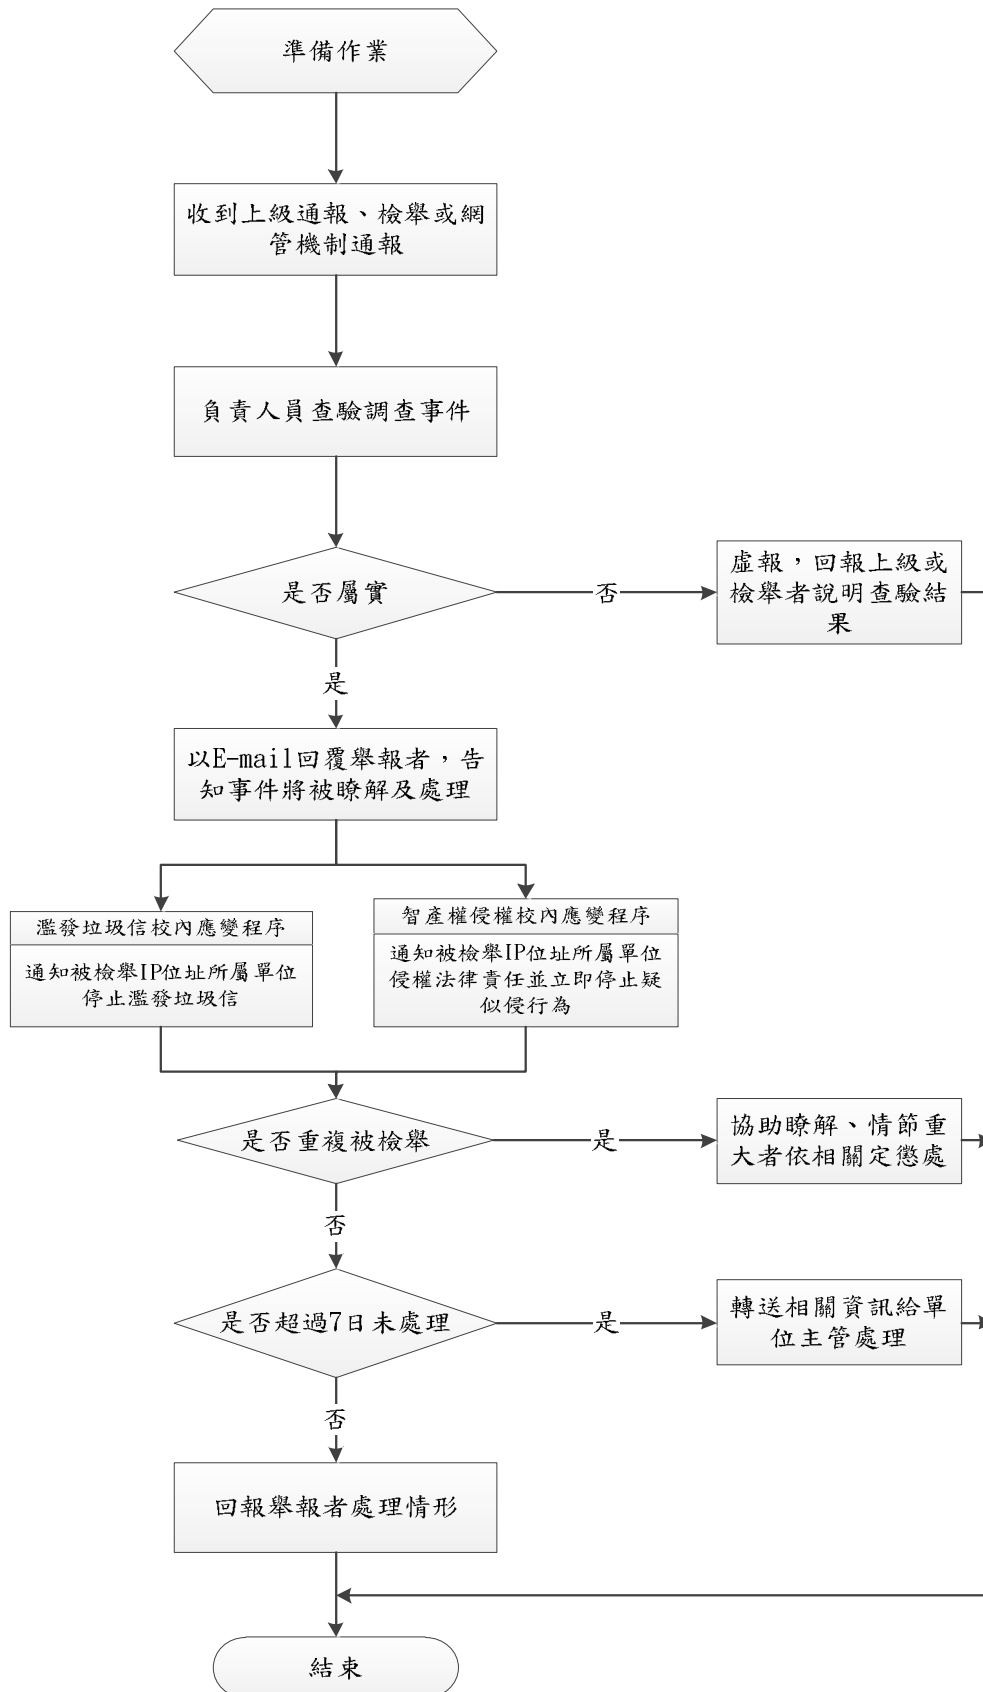 準備作業
收到上級通報、檢舉或網
管機制通報
負責人員查驗調查事件
是否屬實
否
虛報，回報上級或
檢舉者說明查驗結
果
是
以E-mail回覆舉報者，告
知事件將被瞭解及處理
濫發垃圾信校內應變程序
通知被檢舉IP位址所屬單位
停止濫發垃圾信
智產權侵權校內應變程序
通知被檢舉IP位址所屬單位
侵權法律責任並立即停止疑
似侵行為
是否重複被檢舉
是
協助瞭解、情節重
大者依相關定懲處
否
是否超過7日未處理
是
轉送相關資訊給單
位主管處理
否
回報舉報者處理情形
結束